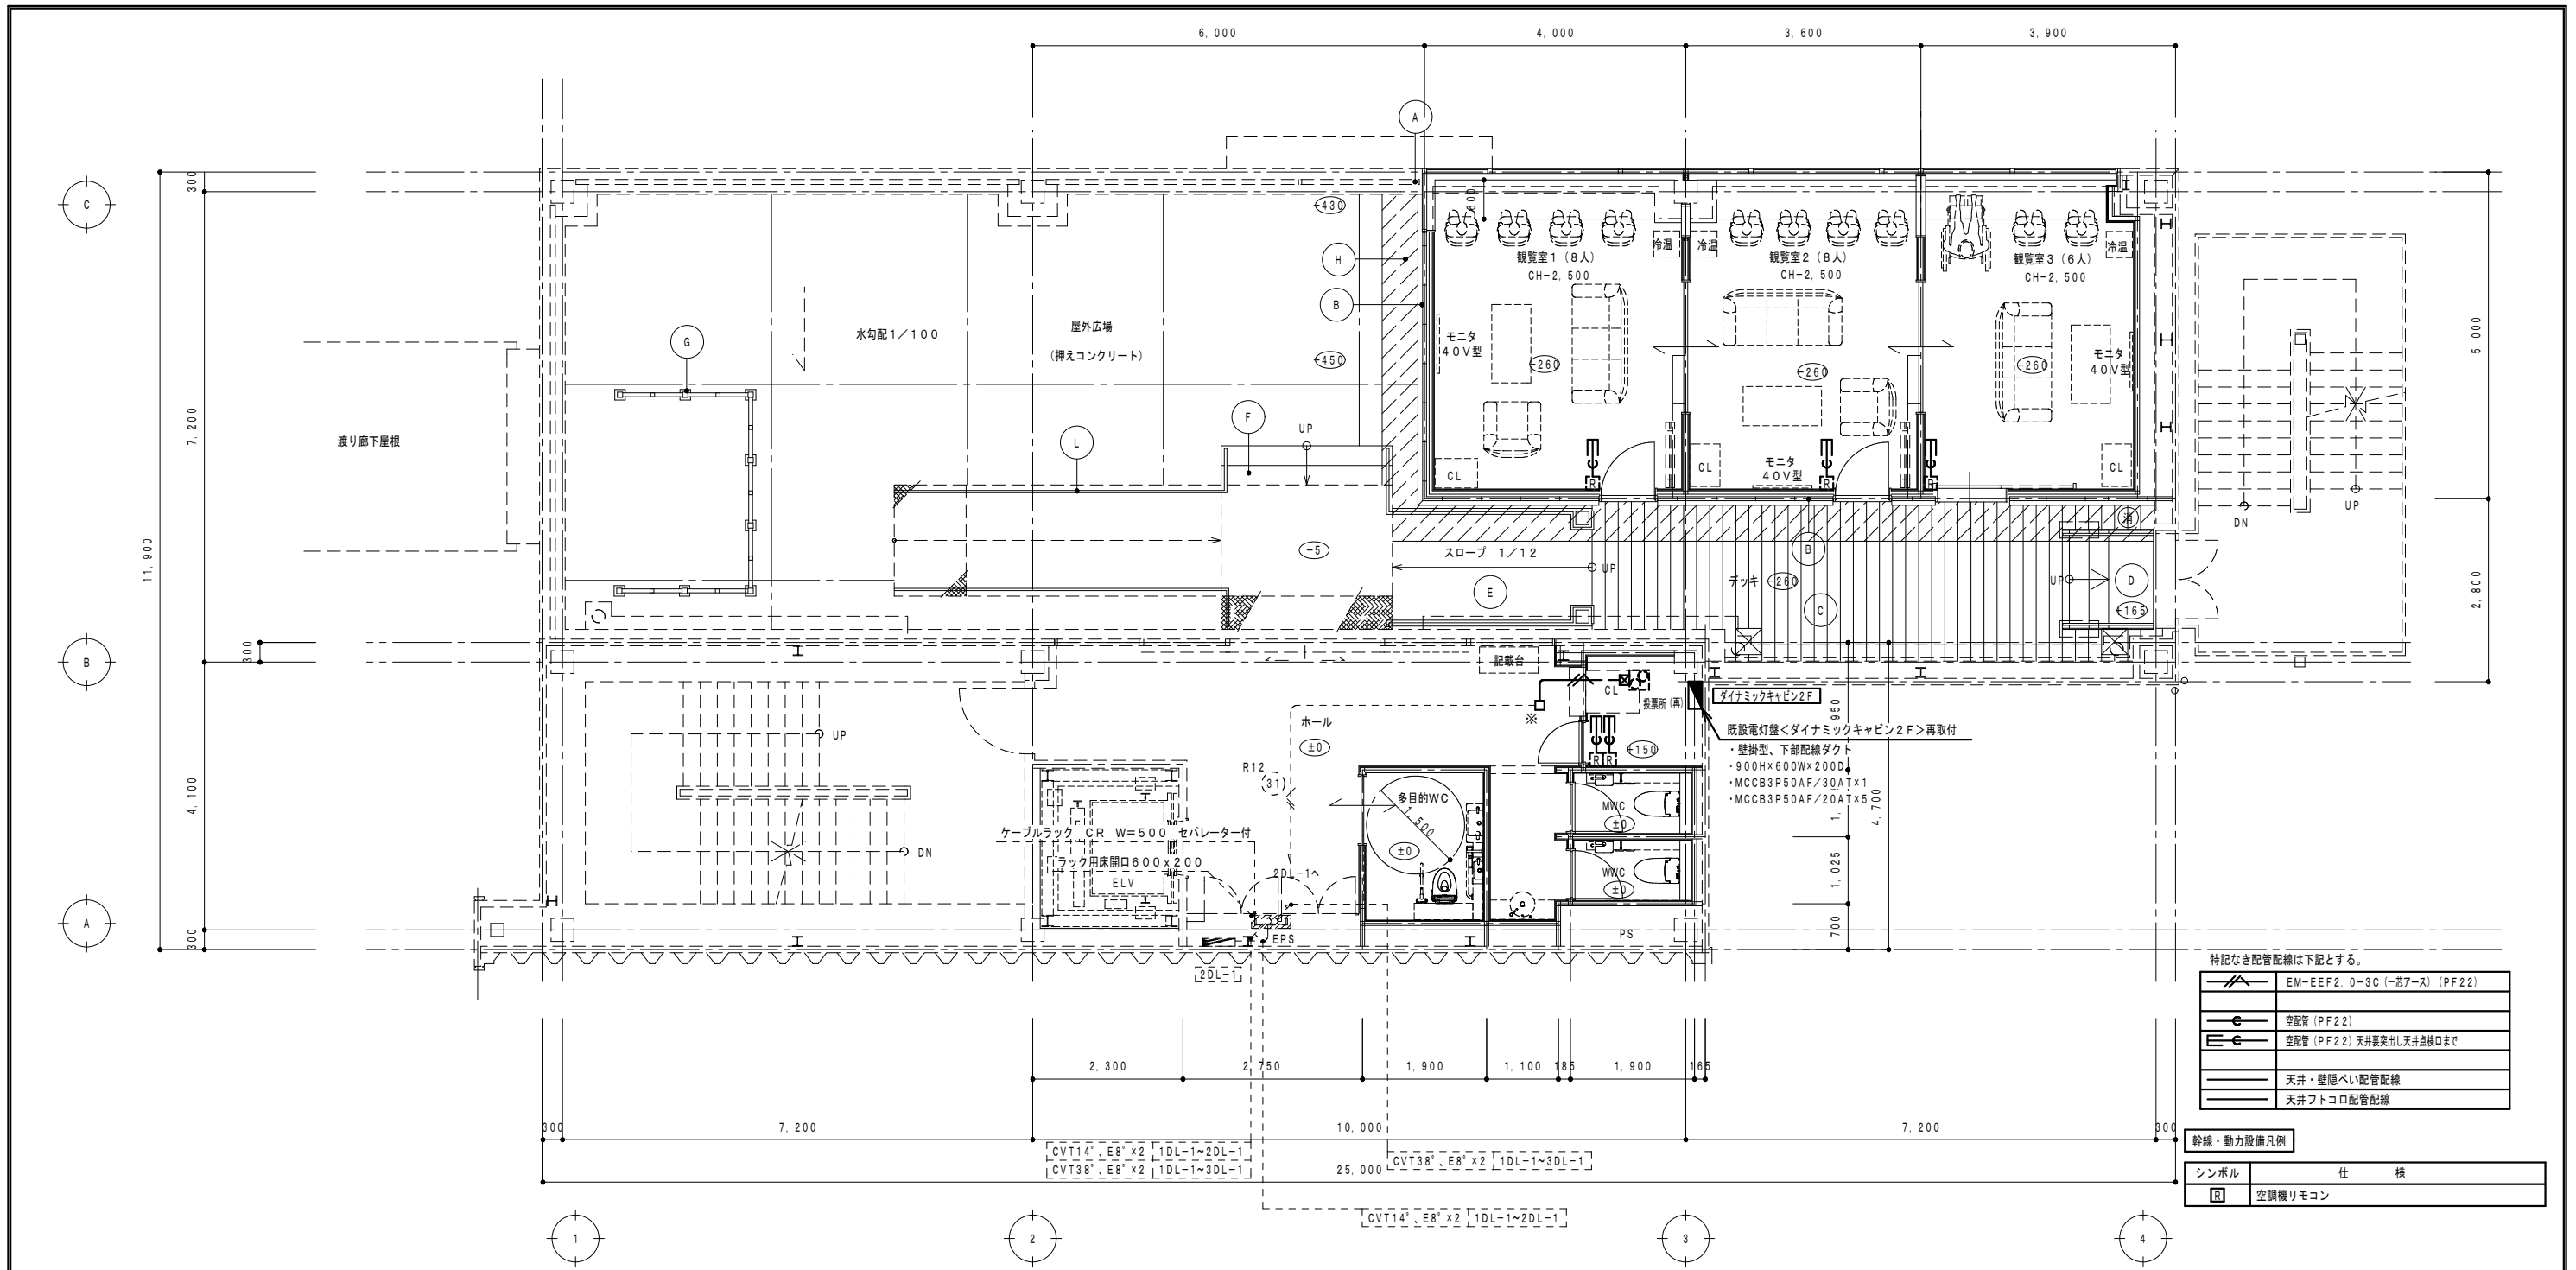 6,000
4,000
3,600
3,900
A
300
C
-430
600
冷温
冷温
冷温
観覧室1（8人）
CH-2,500
観覧室2（8人）
CH-2,500
観覧室3（6人）
CH-2,500
H
B
G
水勾配1／100
屋外広場
（押えコンクリート）
-450
モニタ
40V型
-260
-260
-260
モニタ
40V型
5,000
7,200
渡り廊下屋根
L
F
UP
CL
R
CL
モニタ
40V型
R
R
CL
DN
UP
消
11,900
-5
スロープ 1／12
UP
B
E
デッキ -260
C
UP
D
-165
2,800
300
B
記載台
CL
投票所（再）
ダイナミックキャビン2F
※
ホール
±0
UP
-150
R R
既設電灯盤＜ダイナミックキャビン2F＞再取付
・壁掛型、下部配線ダクト
・900H×600W×200D
・MCCB3P50AF/30AT×1
・MCCB3P50AF/20AT×5
1,950
4,700
R12
31
4,100
多目的WC
1,500
±0
MWC
±0
WWC
±0
ケーブルラック CR W=500 セパレーター付
ラック用床開口600x200
ELV
DN
2DL-1へ
1,025
700
A
300
EPS
PS
2DL-1
特記なき配管配線は下記とする。
EM-EEF2.0-3C（一芯アース）（PF22）
C 空配管（PF22）
C 空配管（PF22）天井裏突出し天井点検口まで
天井・壁隠ぺい配管配線
天井フトコロ配管配線
2,300
2,750
1,900
1,100
185
1,900
165
300
7,200
10,000
7,200
300
幹線・動力設備凡例
CVT14°、E8°×2 1DL-1~2DL-1
CVT38°、E8°×2 1DL-1~3DL-1
25,000
CVT38°、E8°×2 1DL-1~3DL-1
シンボル 仕 様
R 空調機リモコン
CVT14°、E8°×2 1DL-1~2DL-1
1
2
3
4